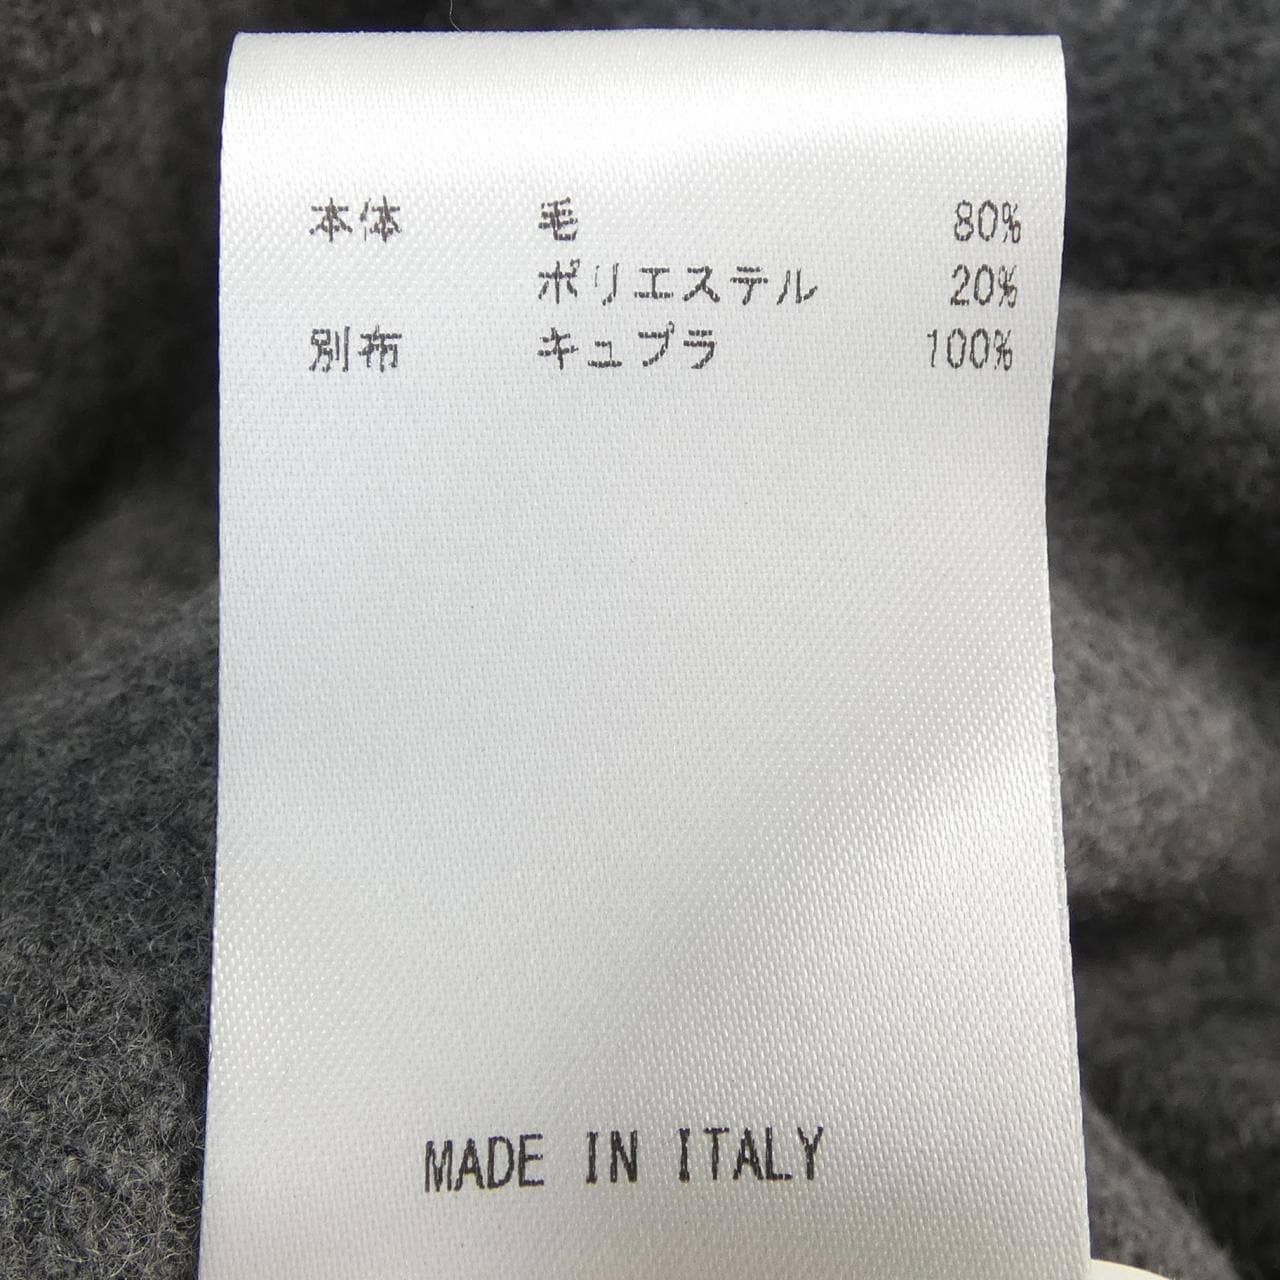 本体 毛 80%
ポリエステル 20%
別布 キュプラ 100%
MADE IN ITALY